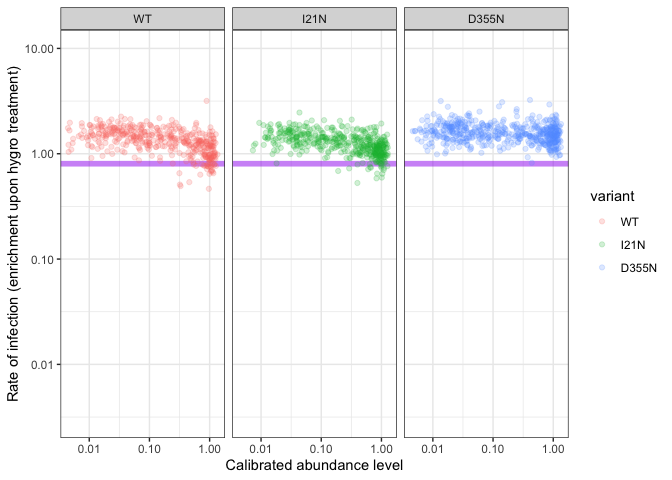 WT I21N D355N
Rate of infection (enrichment upon hygro treatment)
10.00
1.00
0.10
0.01
0.01 0.10 1.00 0.01 0.10 1.00 0.01 0.10 1.00
Calibrated abundance level
variant
WT
I21N
D355N